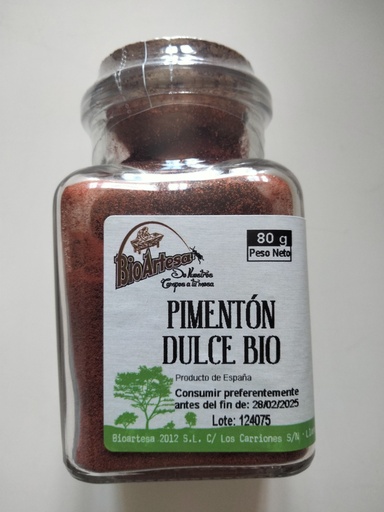 BioArtesa
De Nuestros
Campos a tu mesa
80 g
Peso Neto
PIMENTÓN
DULCE BIO
Producto de España
Consumir preferentemente
antes del fin de: 28/02/2025
Lote: 124075
Bioartesa 2012 S.L. C/ Los Carriones S/N -